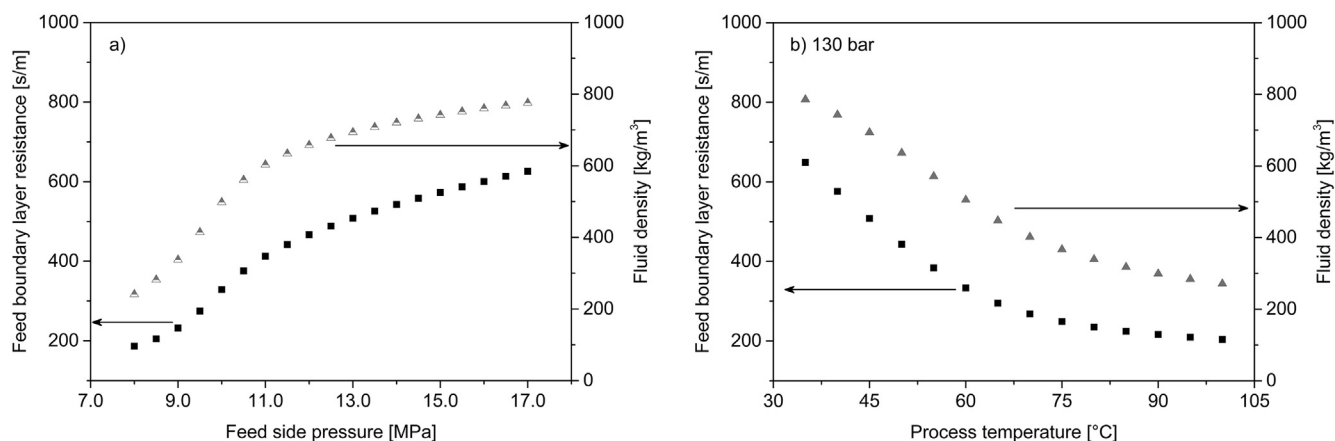 a)
Feed boundary layer resistance [s/m]
1000
800
600
400
200
1000
800
600
400
200
0
Fluid density [kg/m³]
7.0 9.0 11.0 13.0 15.0 17.0
Feed side pressure [MPa]
b) 130 bar
Feed boundary layer resistance [s/m]
1000
800
600
400
200
1000
800
600
400
200
0
Fluid density [kg/m³]
30 45 60 75 90 105
Process temperature [°C]